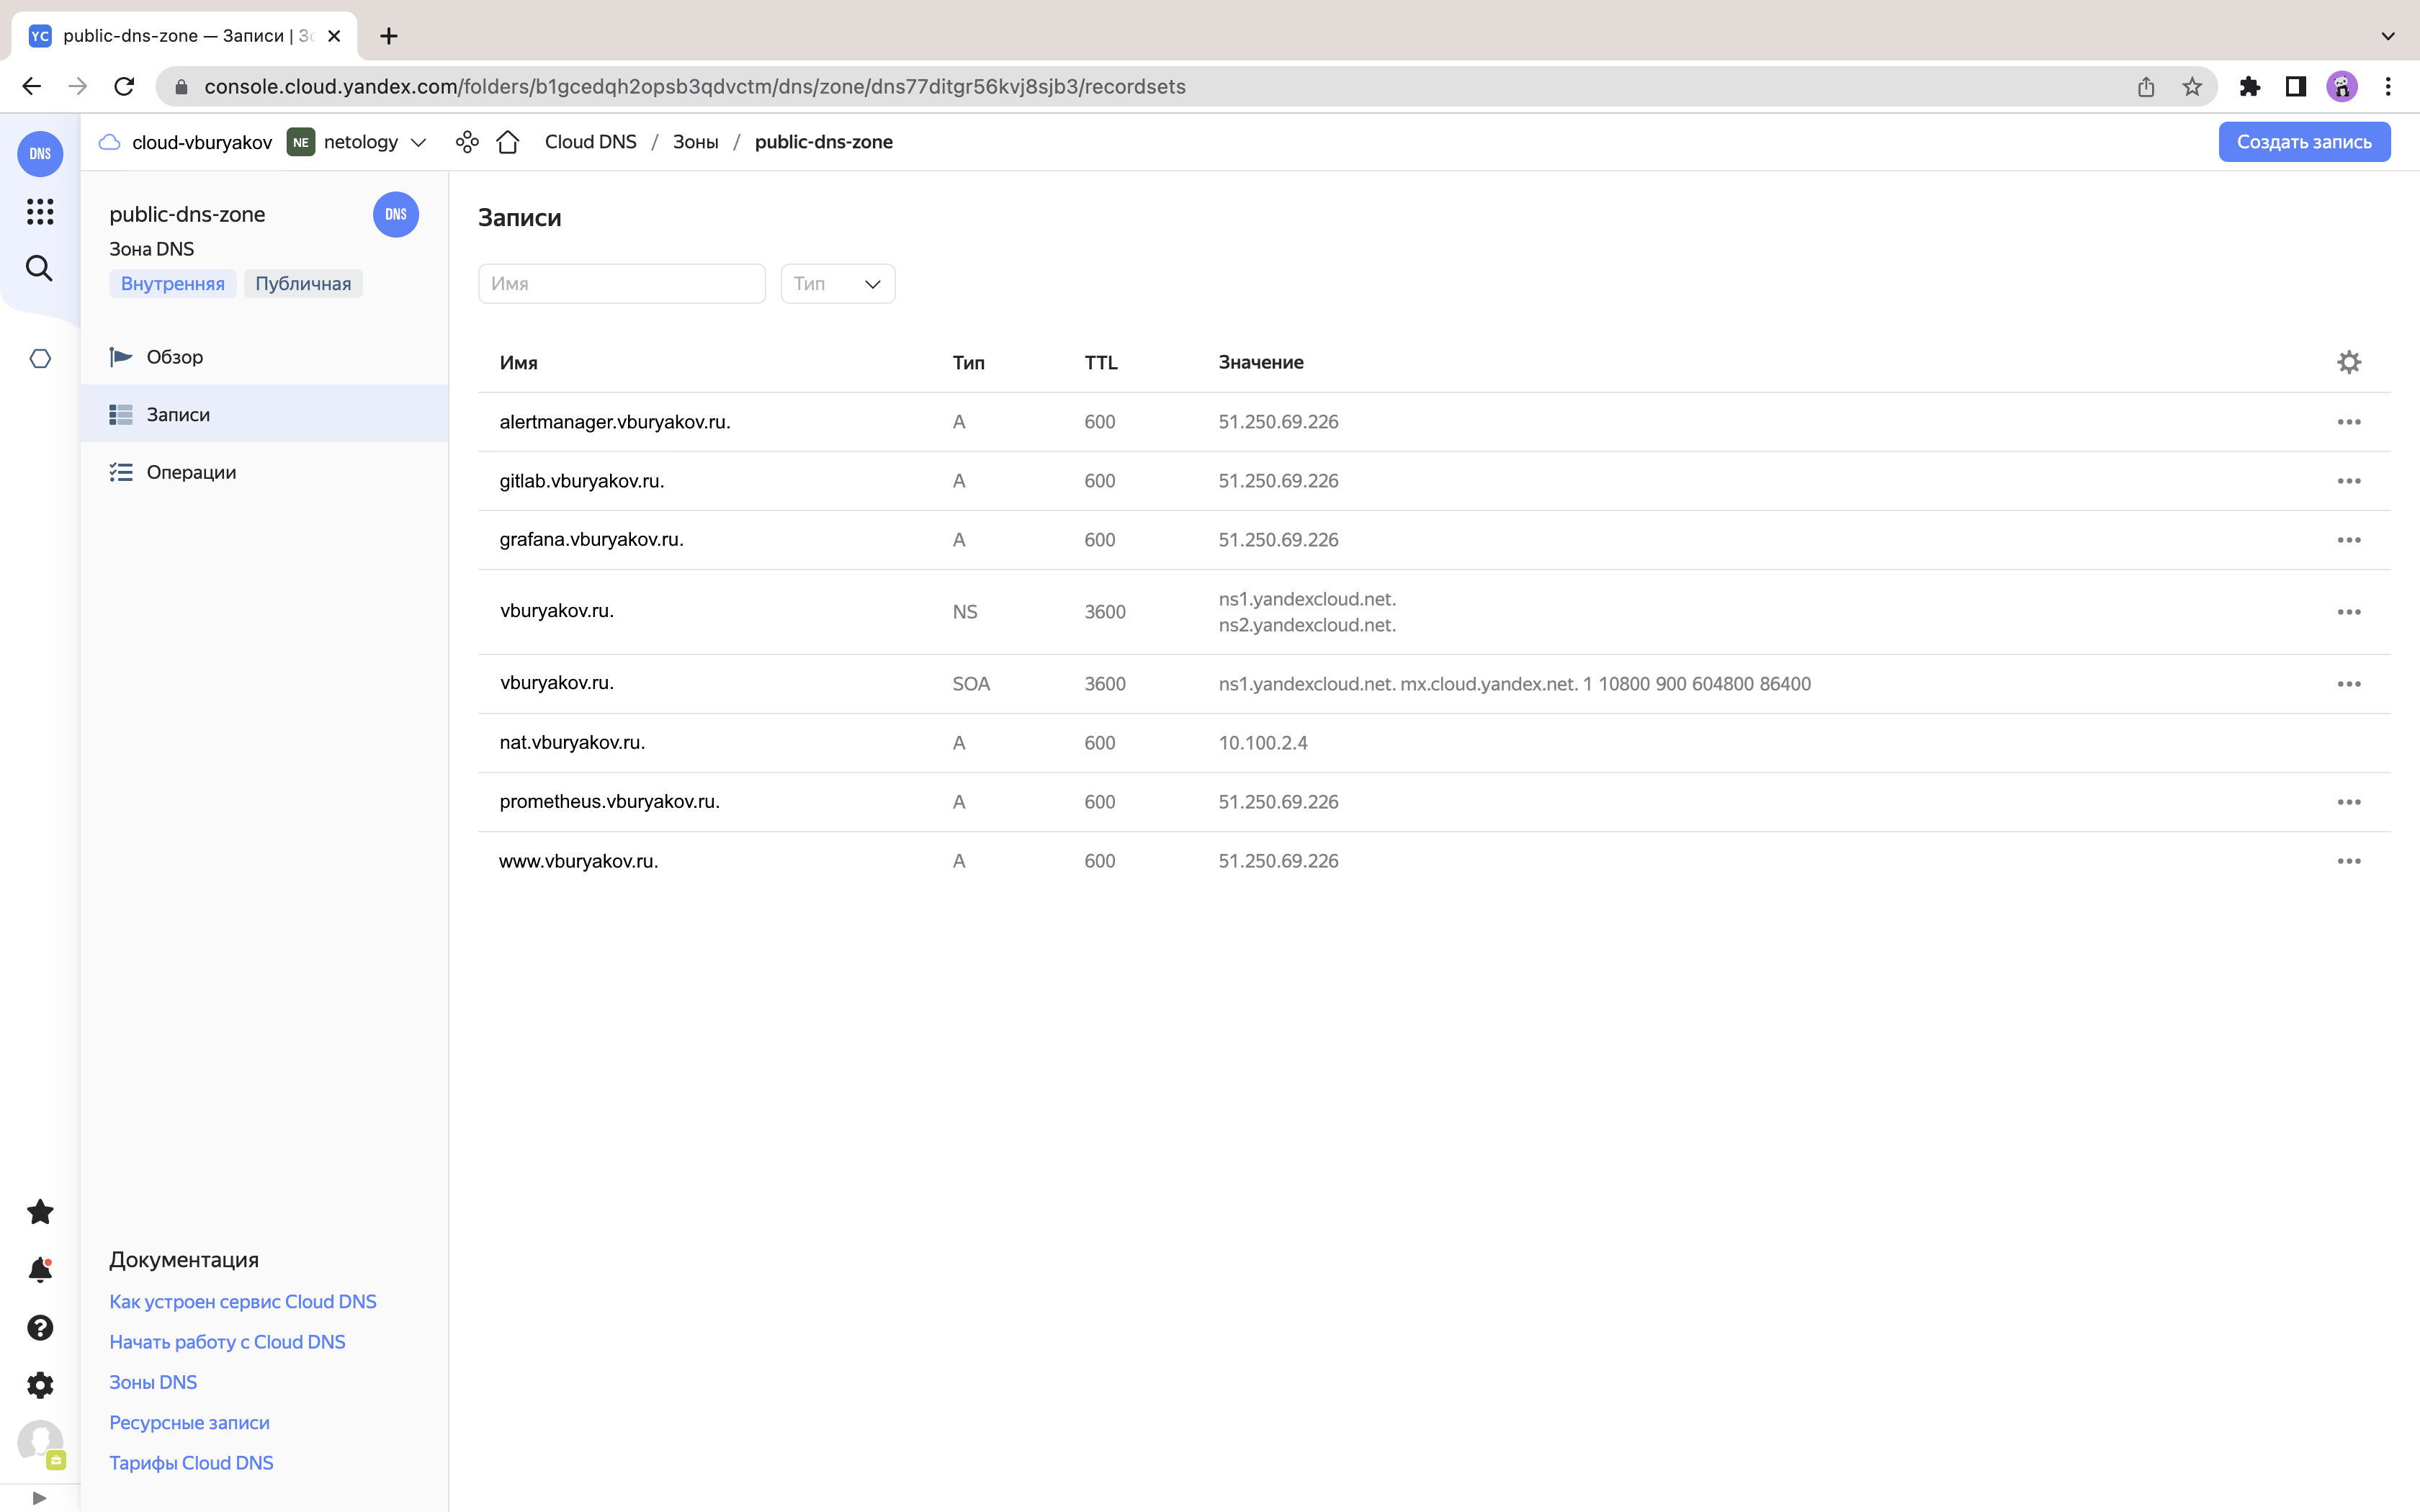 YC public-dns-zone — Записи | Зо
console.cloud.yandex.com/folders/b1gcedqh2opsb3qdvctm/dns/zone/dns77ditgr56kvj8sjb3/recordsets
DNS
cloud-vburyakov NE netology Cloud DNS / Зоны / public-dns-zone Создать запись
public-dns-zone DNS
Зона DNS
Внутренняя Публичная
Обзор
Записи
Операции
Записи
Имя Тип
Имя Тип TTL Значение
alertmanager.vburyakov.ru. A 600 51.250.69.226
gitlab.vburyakov.ru. A 600 51.250.69.226
grafana.vburyakov.ru. A 600 51.250.69.226
vburyakov.ru. NS 3600 ns1.yandexcloud.net.
ns2.yandexcloud.net.
vburyakov.ru. SOA 3600 ns1.yandexcloud.net. mx.cloud.yandex.net. 1 10800 900 604800 86400
nat.vburyakov.ru. A 600 10.100.2.4
prometheus.vburyakov.ru. A 600 51.250.69.226
www.vburyakov.ru. A 600 51.250.69.226
Документация
Как устроен сервис Cloud DNS
Начать работу с Cloud DNS
Зоны DNS
Ресурсные записи
Тарифы Cloud DNS